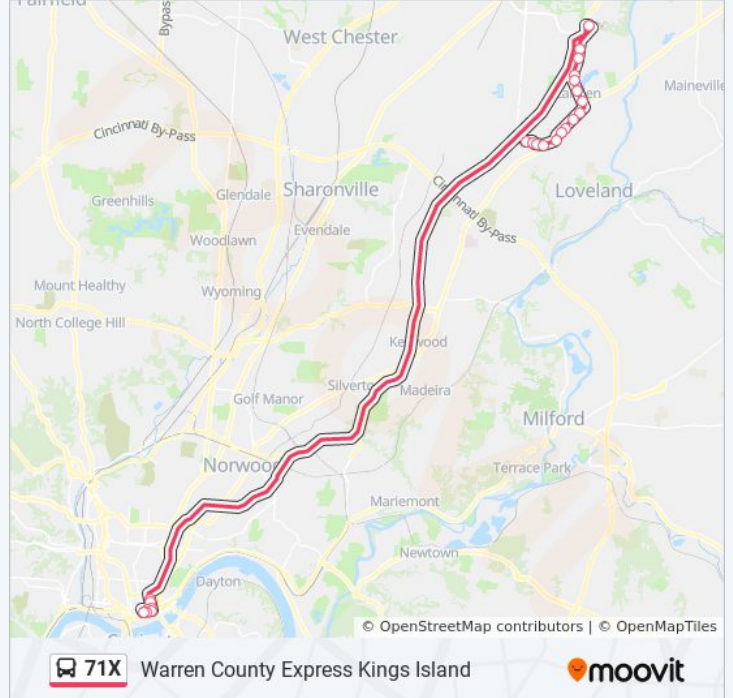 Fairfield
Bypass
West Chester
Maineville
Cincinnati By-Pass
Sharonville
Glendale
Greenhills
Loveland
Cincinnati By-Pass
Evendale
Woodlawn
Mount Healthy
Wyoming
North College Hill
Silverton
Madeira
Golf Manor
Milford
Norwood
Terrace Park
Mariemont
Newtown
Dayton
© OpenStreetMap contributors | © OpenMapTiles
71X Warren County Express Kings Island
moovit